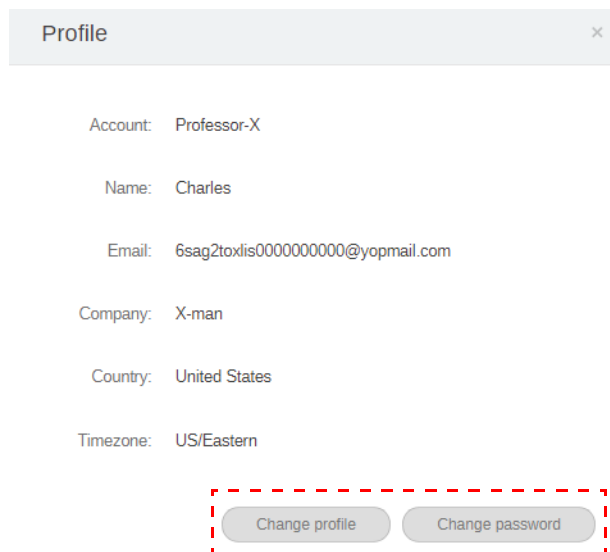 Profile ×
Account: Professor-X
Name: Charles
Email: 6sag2toxlis0000000000@yopmail.com
Company: X-man
Country: United States
Timezone: US/Eastern
Change profile Change password